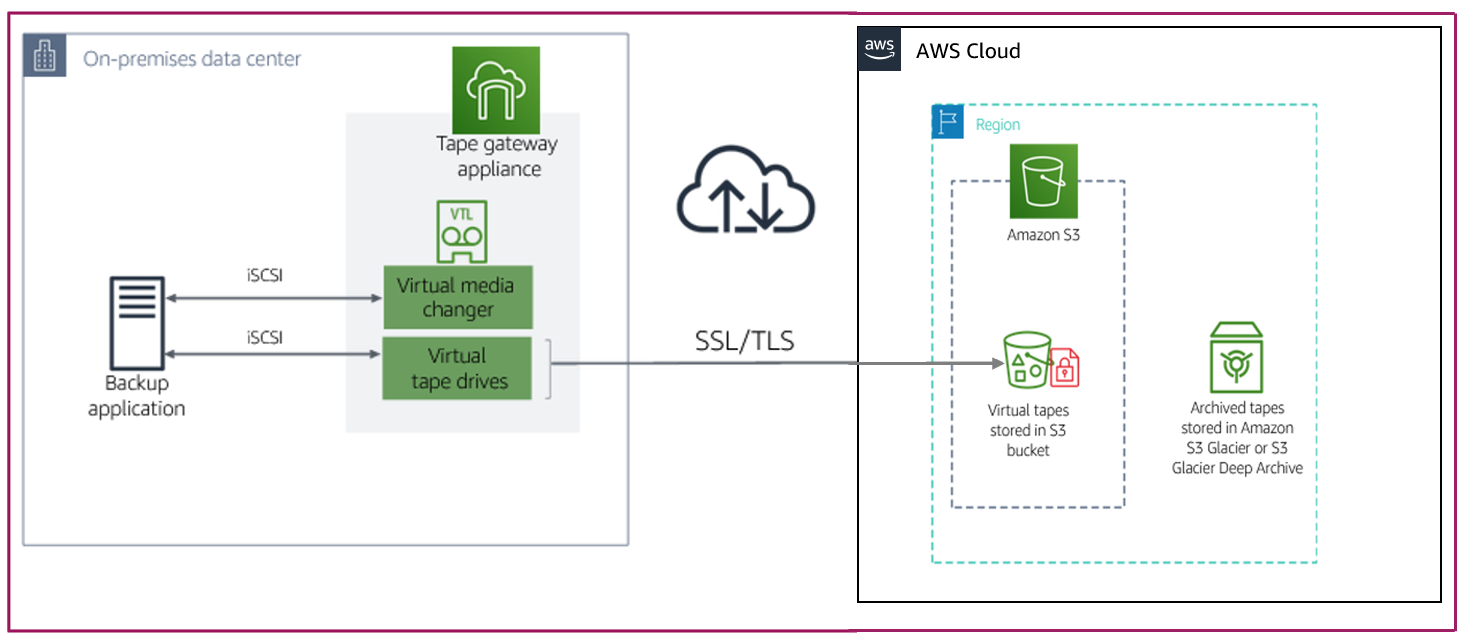 On-premises data center
Tape gateway
appliance
VTL
iSCSI
Virtual media
changer
iSCSI
Virtual
tape drives
Backup
application
SSL/TLS
aws
AWS Cloud
Region
Amazon S3
Virtual tapes
stored in S3
bucket
Archived tapes
stored in Amazon
S3 Glacier or S3
Glacier Deep Archive